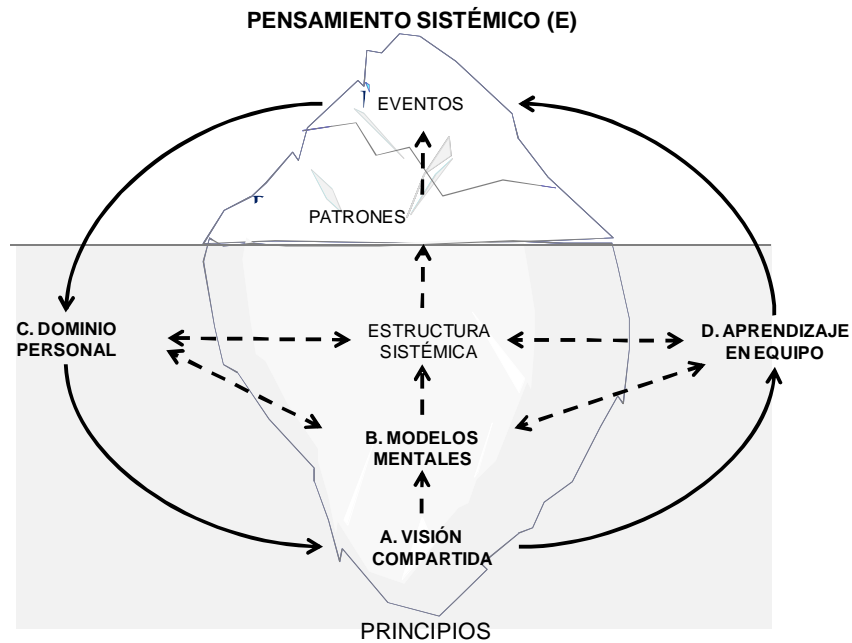 PENSAMIENTO SISTÉMICO (E)
EVENTOS
PATRONES
C. DOMINIO
PERSONAL
ESTRUCTURA
SISTÉMICA
D. APRENDIZAJE
EN EQUIPO
B. MODELOS
MENTALES
A. VISIÓN
COMPARTIDA
PRINCIPIOS